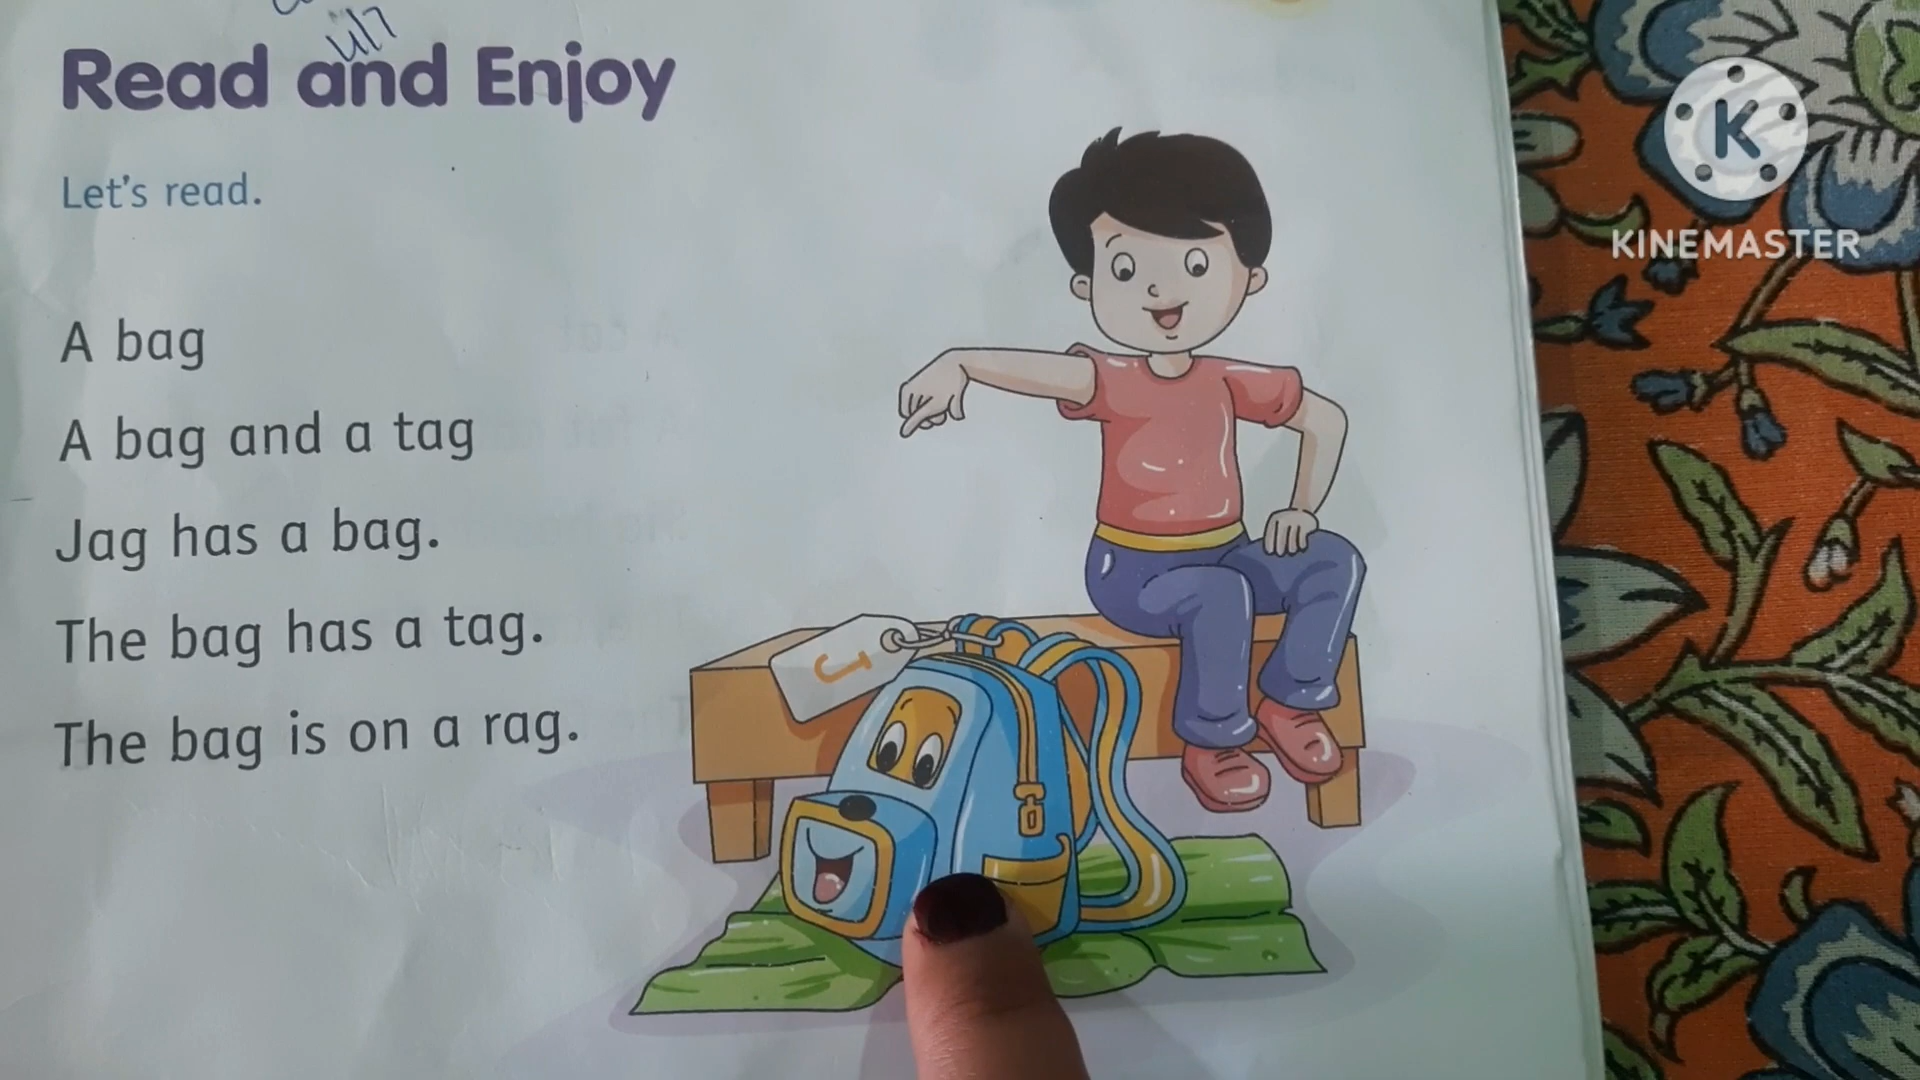 Read and Enjoy
Let's read.
A bag
A bag and a tag
Jag has a bag.
The bag has a tag.
The bag is on a rag.
J
K
KINEMASTER